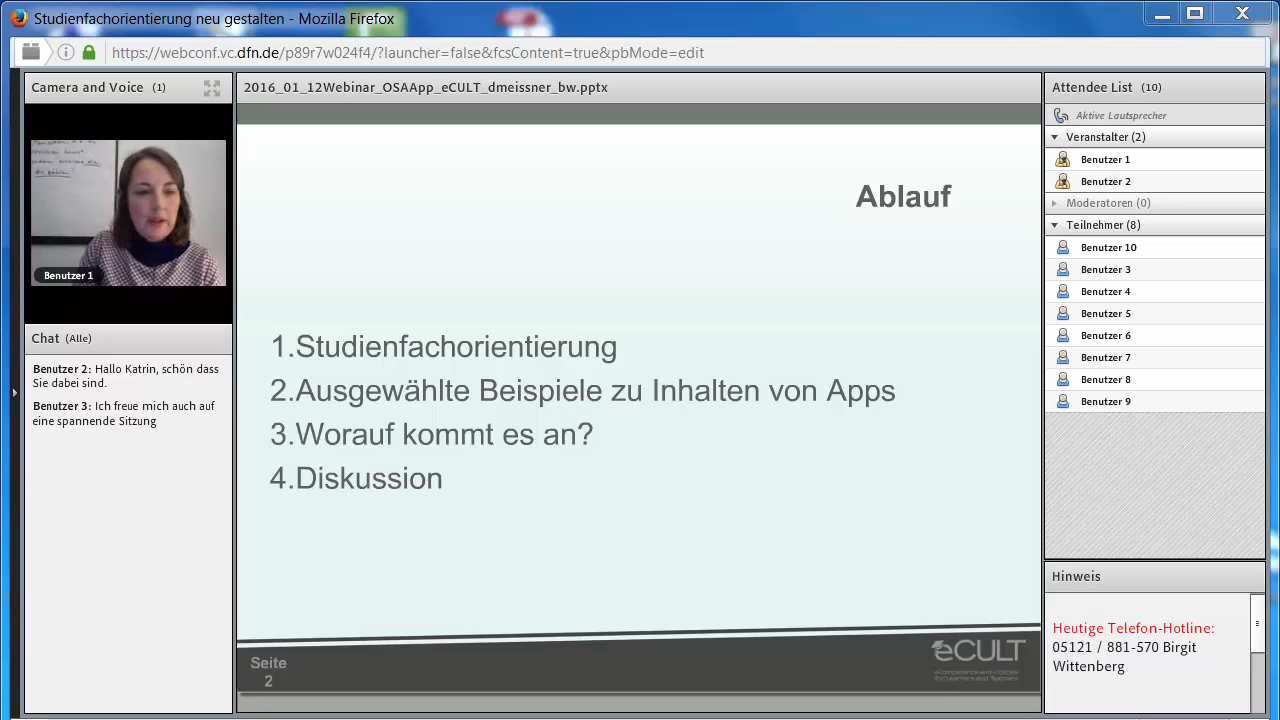 Studienfachorientierung neu gestalten - Mozilla Firefox
https://webconf.vc.dfn.de/p89r7w024f4/?launcher=false&fcsContent=true&pbMode=edit
Camera and Voice (1)
Benutzer 1
Chat (Alle)
Benutzer 2: Hallo Katrin, schön dass
Sie dabei sind.
Benutzer 3: Ich freue mich auch auf
eine spannende Sitzung
2016_01_12Webinar_OSAApp_eCULT_dmeissner_bw.pptx
Ablauf
1.Studienfachorientierung
2.Ausgewählte Beispiele zu Inhalten von Apps
3.Worauf kommt es an?
4.Diskussion
Seite
2
eCULT
Attendee List (10)
Aktive Lautsprecher
Veranstalter (2)
Benutzer 1
Benutzer 2
Moderatoren (0)
Teilnehmer (8)
Benutzer 10
Benutzer 3
Benutzer 4
Benutzer 5
Benutzer 6
Benutzer 7
Benutzer 8
Benutzer 9
Hinweis
Heutige Telefon-Hotline:
05121 / 881-570 Birgit
Wittenberg